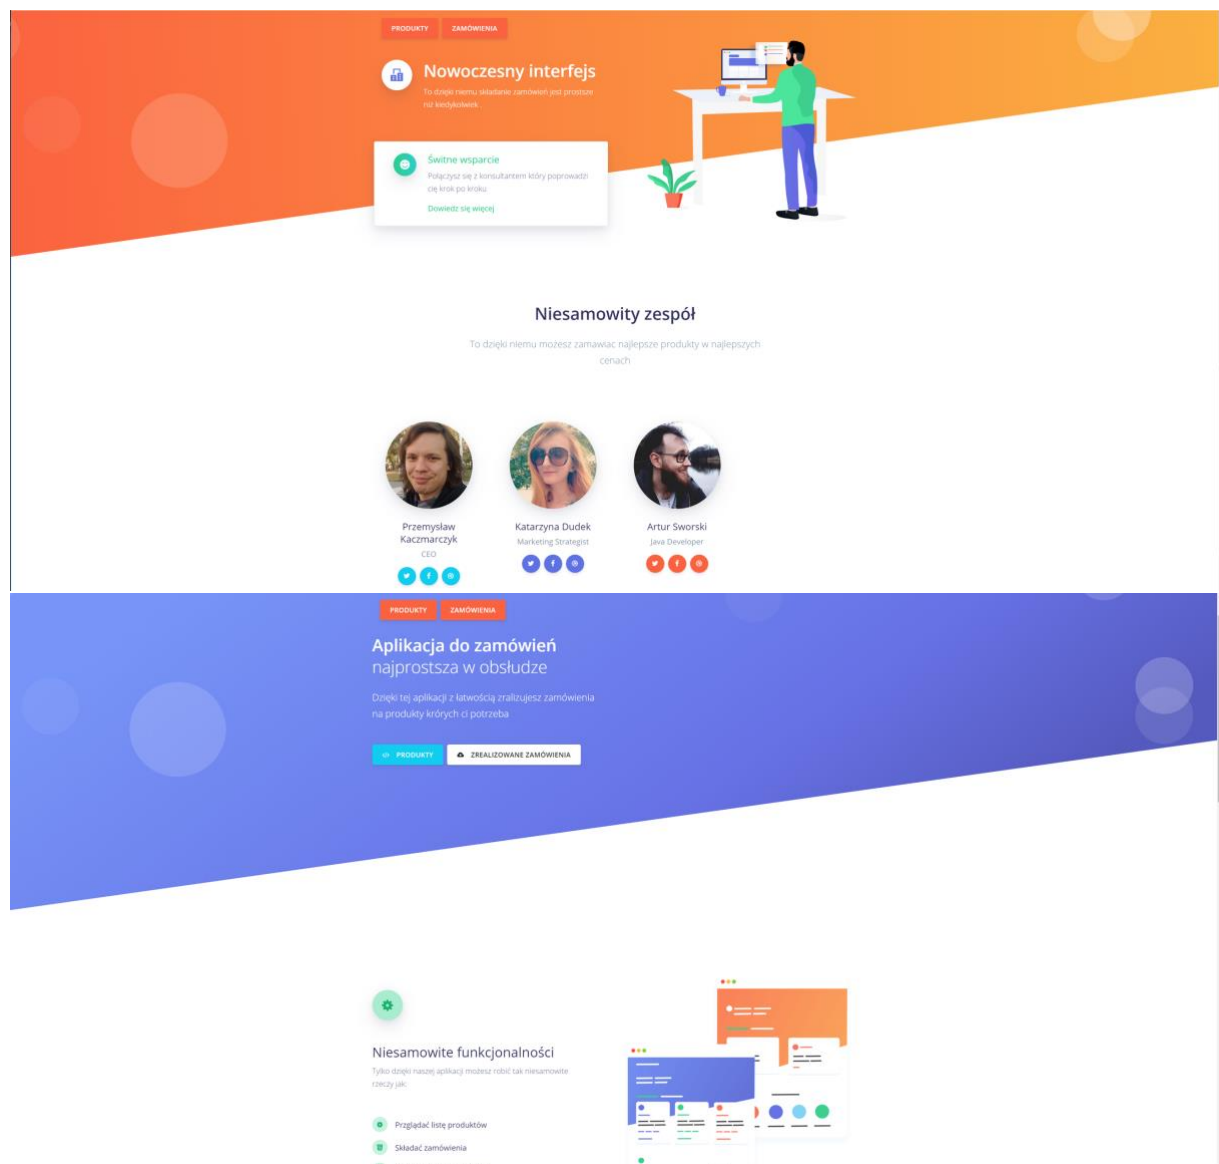 PRODUKTY ZAMÓWIENIA
Nowoczesny interfejs
To dzięki niemu składanie zamówień jest prostsze
niż kiedykolwiek .
Świtne wsparcie
Połączysz się z konsultantem który poprowadzi
cię krok po kroku
Dowiedz się więcej
Niesamowity zespół
To dzięki niemu możesz zamawiac najlepsze produkty w najlepszych
cenach
Przemysław
Kaczmarczyk
CEO
Katarzyna Dudek
Marketing Strategist
Artur Sworski
Java Developer
PRODUKTY ZAMÓWIENIA
Aplikacja do zamówień
najprostsza w obsłudze
Dzięki tej aplikacji z łatwością zralizujesz zamówienia
na produkty krórych ci potrzeba
PRODUKTY ZREALIZOWANE ZAMÓWIENIA
Niesamowite funkcjonalności
Tylko dzięki naszej aplikacji możesz robić tak niesamowite
rzeczy jak:
Przglądać listę produktów
Składać zamówienia